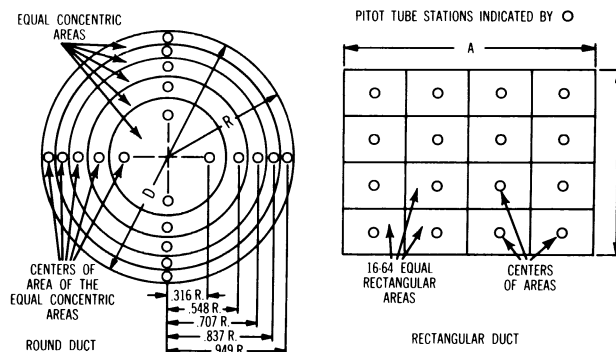 EQUAL CONCENTRIC
AREAS
R
D
CENTERS OF
AREA OF THE
EQUAL CONCENTRIC
AREAS
.316 R.
.548 R.
.707 R.
.837 R.
.949 R.
ROUND DUCT
PITOT TUBE STATIONS INDICATED BY O
A
16-64 EQUAL
RECTANGULAR
AREAS
CENTERS
OF AREAS
RECTANGULAR DUCT